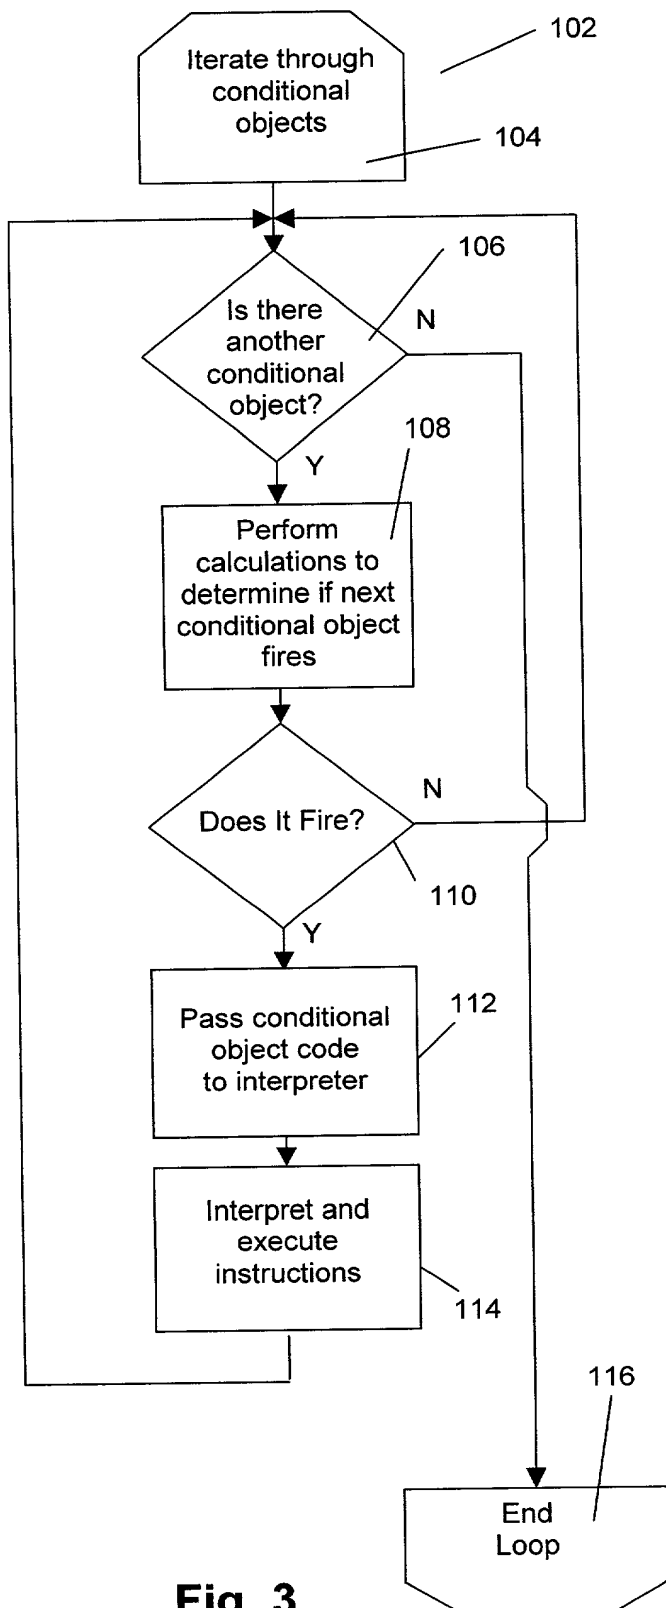 102
Iterate through
conditional
objects
104
106
Is there
another
conditional
object?
N
Y
108
Perform
calculations to
determine if next
conditional object
fires
Does It Fire?
N
110
Y
Pass conditional
object code
to interpreter
112
Interpret and
execute
instructions
114
116
End
Loop
Fig. 3